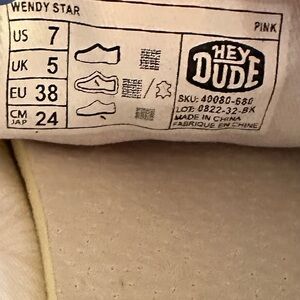 WENDY STAR
PINK
US 7
UK 5
EU 38
CM JAP 24
HEY DUDE
SKU: 40080-680
LOT: 0822-32-BK
MADE IN CHINA
FABRIQUE EN CHINE